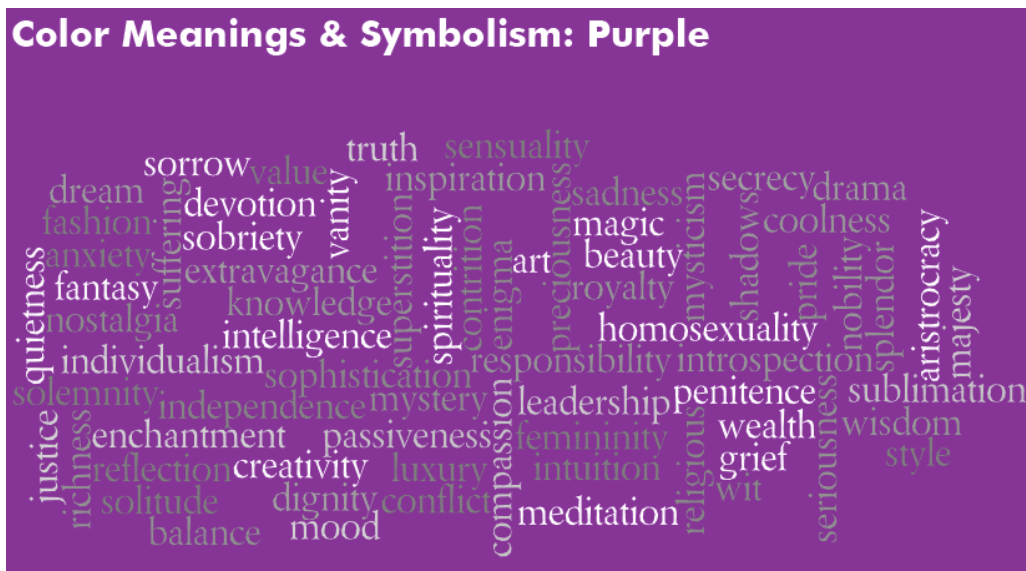 Color Meanings & Symbolism: Purple
truth
sensuality
sorrow
value
inspiration
secrecy
drama
dream
devotion
vanity
sadness
fashion
suffering
sobriety
superstition
spirituality
contrition
preciousness
magic
mysticism
shadows
coolness
anxiety
extravagance
enigma
art
beauty
pride
nobility
splendor
aristrocracy
majesty
quietness
fantasy
knowledge
royalty
nostalgia
intelligence
homosexuality
individualism
sophistication
responsibility
introspection
solemnity
independence
mystery
leadership
penitence
sublimation
justice
richness
enchantment
passiveness
compassion
femininity
religious
wealth
seriousness
wisdom
reflection
creativity
luxury
intuition
grief
style
solitude
dignity
conflict
meditation
wit
balance
mood